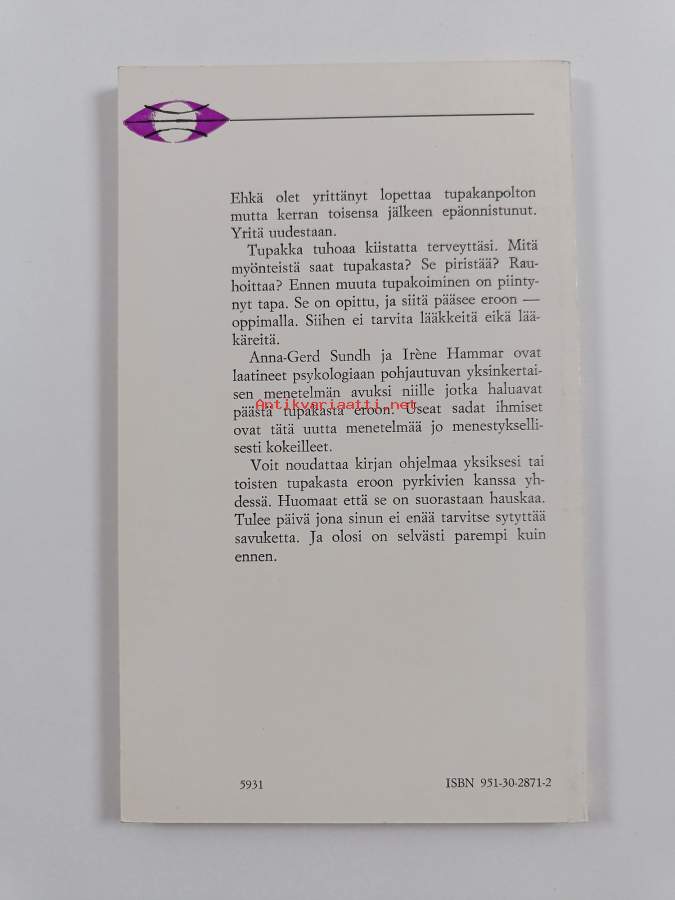 Ehkä olet yrittänyt lopettaa tupakanpolton
mutta kerran toisensa jälkeen epäonnistunut.
Yritä uudestaan.
Tupakka tuhoaa kiistatta terveyttäsi. Mitä
myönteistä saat tupakasta? Se piristää? Rau-
hoittaa? Ennen muuta tupakoiminen on piinty-
nyt tapa. Se on opittu, ja siitä pääsee eroon —
oppimalla. Siihen ei tarvita lääkkeitä eikä lää-
käreitä.
Anna-Gerd Sundh ja Irène Hammar ovat
laatineet psykologiaan pohjautuvan yksinkertai-
sen menetelmän avuksi niille jotka haluavat
Antikvariaatti.net
päästä tupakasta eroon. Useat sadat ihmiset
ovat tätä uutta menetelmää jo menestykselli-
sesti kokeilleet.
Voit noudattaa kirjan ohjelmaa yksiksesi tai
toisten tupakasta eroon pyrkivien kanssa yh-
dessä. Huomaat että se on suorastaan hauskaa.
Tulee päivä jona sinun ei enää tarvitse sytyttää
savuketta. Ja olosi on selvästi parempi kuin
ennen.
5931
ISBN 951-30-2871-2